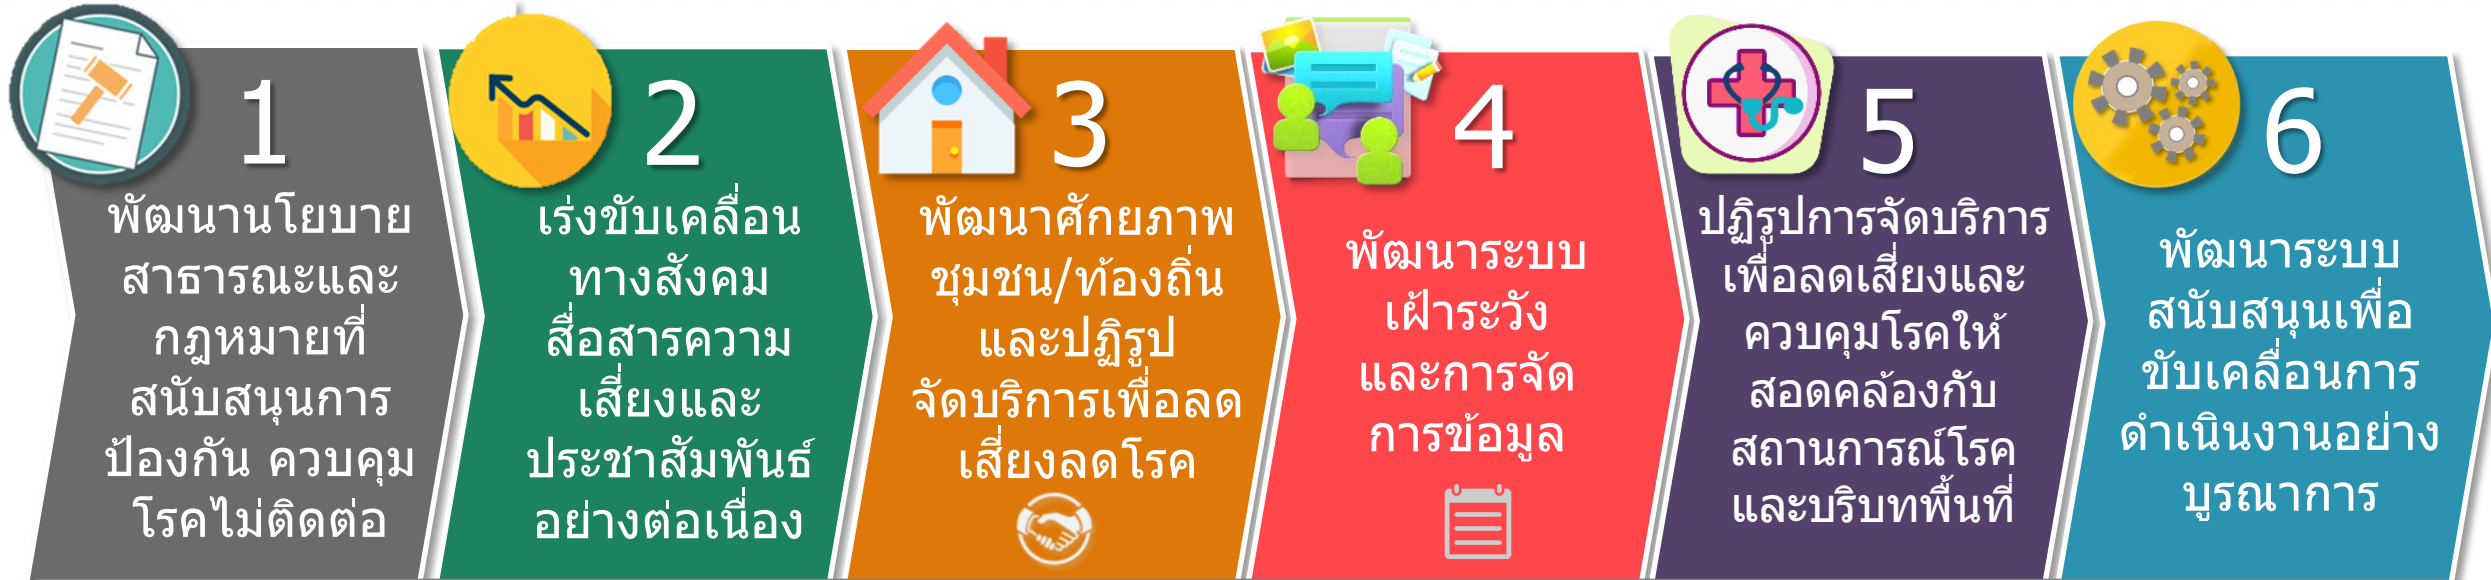 1
พัฒนานโยบาย
สาธารณะและ
กฎหมายที่
สนับสนุนการ
ป้องกัน ควบคุม
โรคไม่ติดต่อ
2
เร่งขับเคลื่อน
ทางสังคม
สื่อสารความ
เสี่ยงและ
ประชาสัมพันธ์
อย่างต่อเนื่อง
3
พัฒนาศักยภาพ
ชุมชน/ท้องถิ่น
และปฏิรูป
จัดบริการเพื่อลด
เสี่ยงลดโรค
4
พัฒนาระบบ
เฝ้าระวัง
และการจัด
การข้อมูล
5
ปฏิรูปการจัดบริการ
เพื่อลดเสี่ยงและ
ควบคุมโรคให้
สอดคล้องกับ
สถานการณ์โรค
และบริบทพื้นที่
6
พัฒนาระบบ
สนับสนุนเพื่อ
ขับเคลื่อนการ
ดำเนินงานอย่าง
บูรณาการ